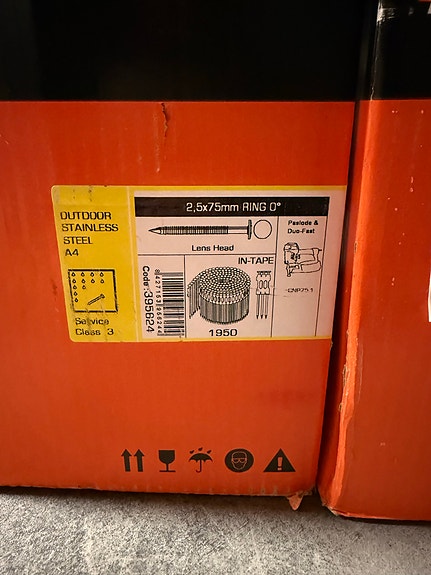 OUTDOOR
STAINLESS
STEEL
A4
Service
Class 3
2,5x75mm RING 0°
Lens Head
Paslode &
Duo-Fast
IN-TAPE
CNP75.1
Code: 395624
1950